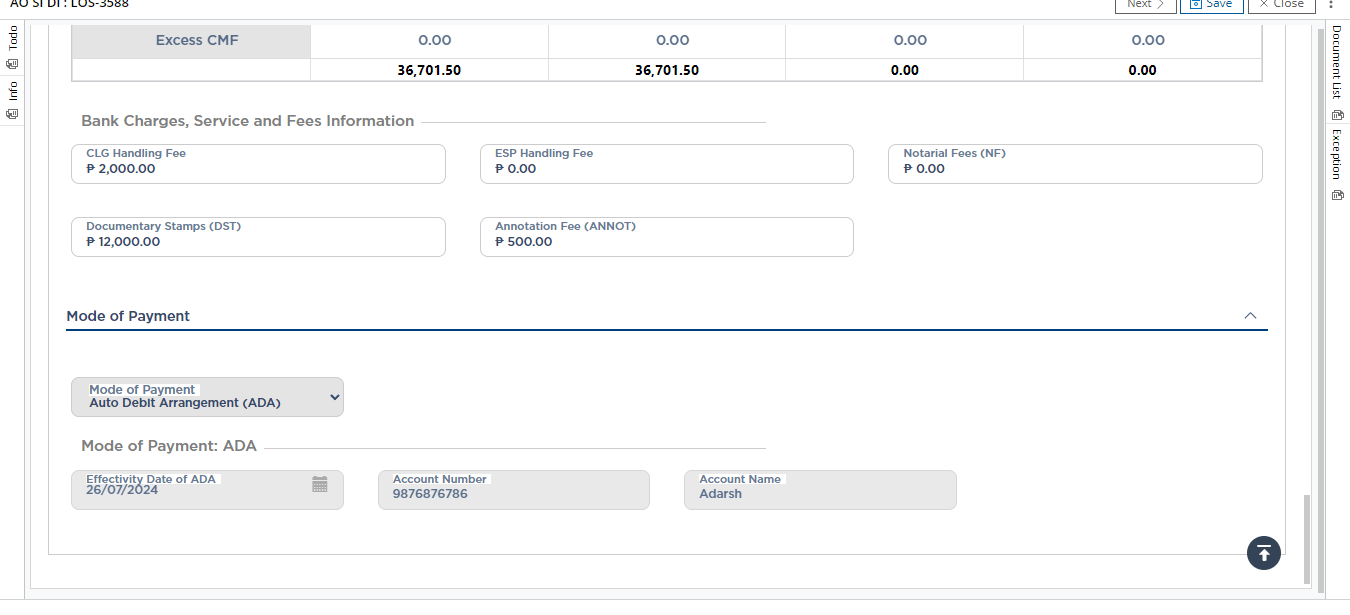 AO SI DI : LOS-3588
Next
Save
Close
Todo
Info
Document List
Exception
Excess CMF 0.00 0.00 0.00 0.00
36,701.50 36,701.50 0.00 0.00
Bank Charges, Service and Fees Information
CLG Handling Fee
₱ 2,000.00
ESP Handling Fee
₱ 0.00
Notarial Fees (NF)
₱ 0.00
Documentary Stamps (DST)
₱ 12,000.00
Annotation Fee (ANNOT)
₱ 500.00
Mode of Payment
Mode of Payment
Auto Debit Arrangement (ADA)
Mode of Payment: ADA
Effectivity Date of ADA
26/07/2024
Account Number
9876876786
Account Name
Adarsh